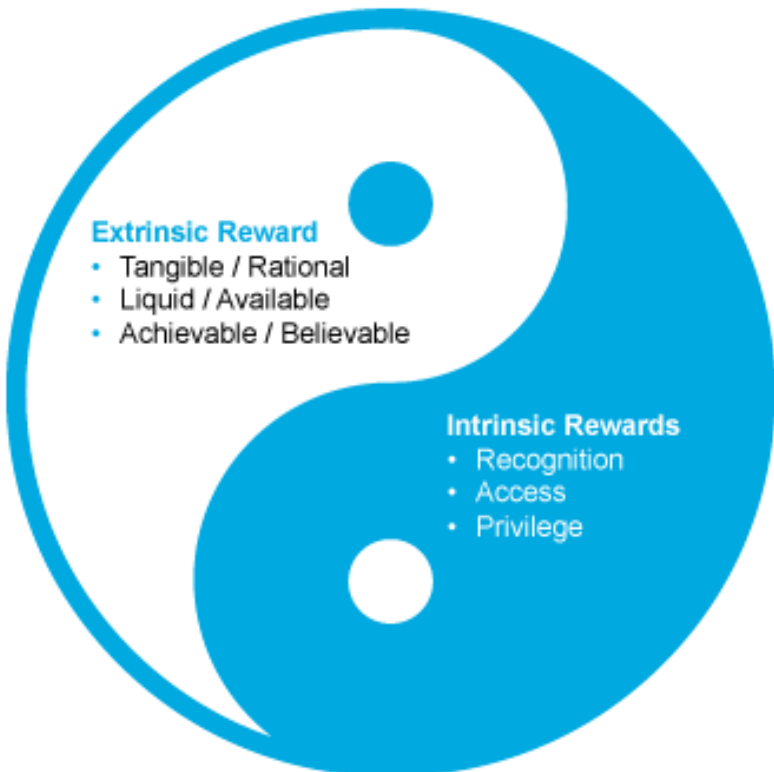 Extrinsic Reward
• Tangible / Rational
• Liquid / Available
• Achievable / Believable
Intrinsic Rewards
• Recognition
• Access
• Privilege